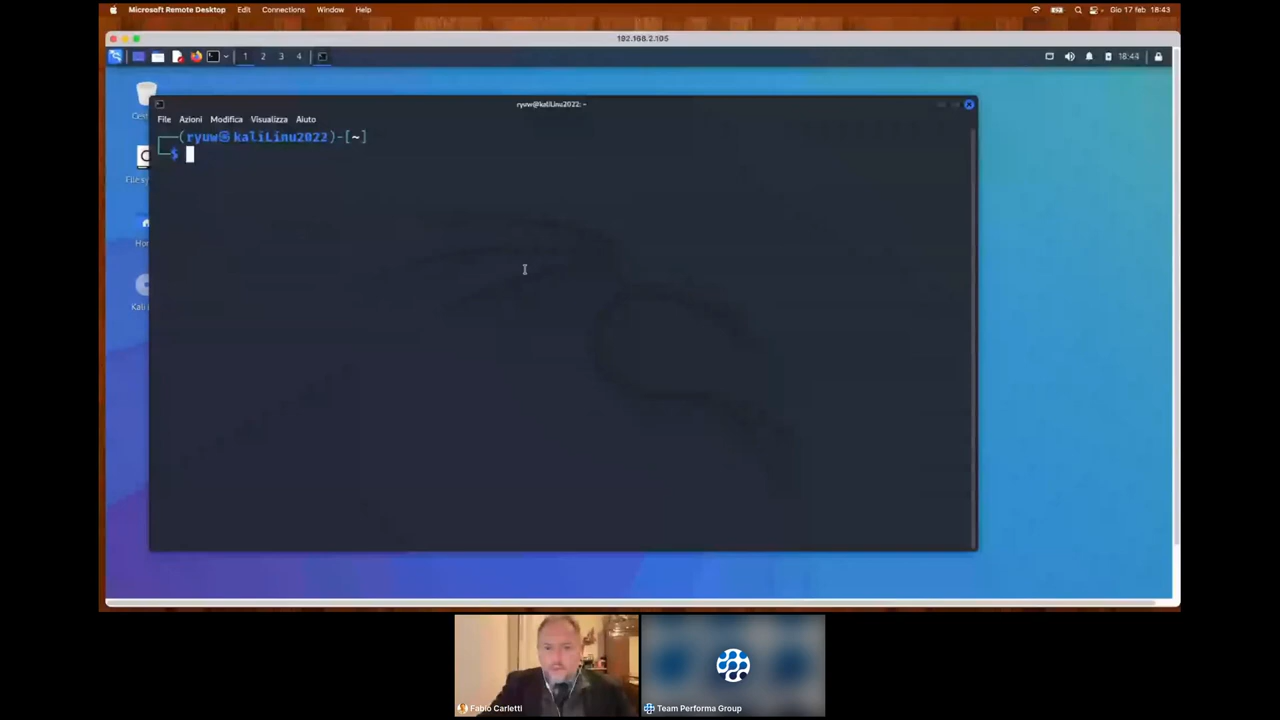 Microsoft Remote Desktop Edit Connections Window Help Gio 17 feb 18:43
192.168.2.195
1 2 3 4 18:44
ryuw@kaliLinu2022: ~
File Azioni Modifica Visualizza Aiuto
(ryuw@kaliLinu2022)-[~]
$
Fabio Carletti
Team Performa Group